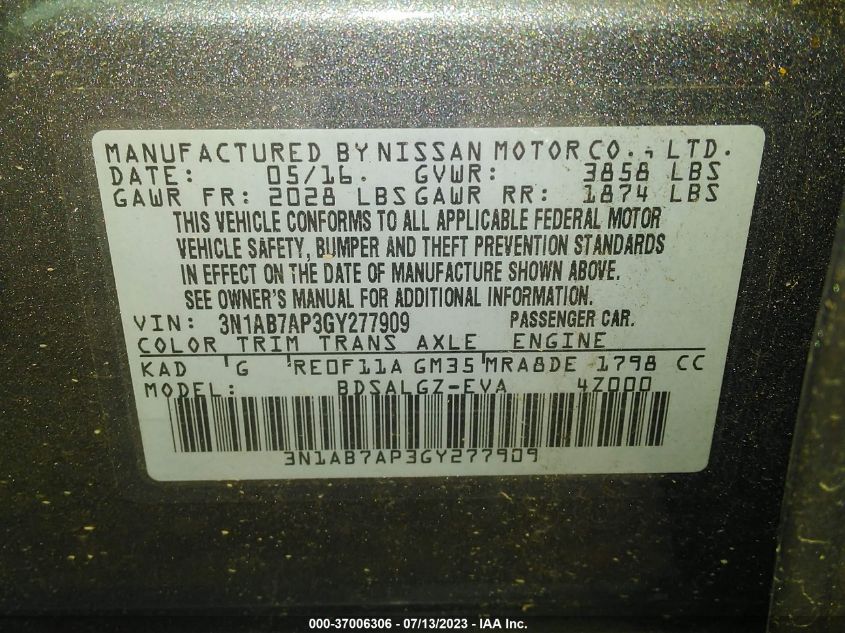 MANUFACTURED BY NISSAN MOTOR CO., LTD.
DATE: 05/16. GVWR: 3858 LBS
GAWR FR: 2028 LBS GAWR RR: 1874 LBS
THIS VEHICLE CONFORMS TO ALL APPLICABLE FEDERAL MOTOR
VEHICLE SAFETY, BUMPER AND THEFT PREVENTION STANDARDS
IN EFFECT ON THE DATE OF MANUFACTURE SHOWN ABOVE.
SEE OWNER'S MANUAL FOR ADDITIONAL INFORMATION.
VIN: 3N1AB7AP3GY277909 PASSENGER CAR.
COLOR TRIM TRANS AXLE ENGINE
KAD G RE0F11A GM35 MRA8DE 1798 CC
MODEL: BDSALGZ-EVA 4Z000
3N1AB7AP3GY277909
000-37006306 - 07/13/2023 - IAA Inc.